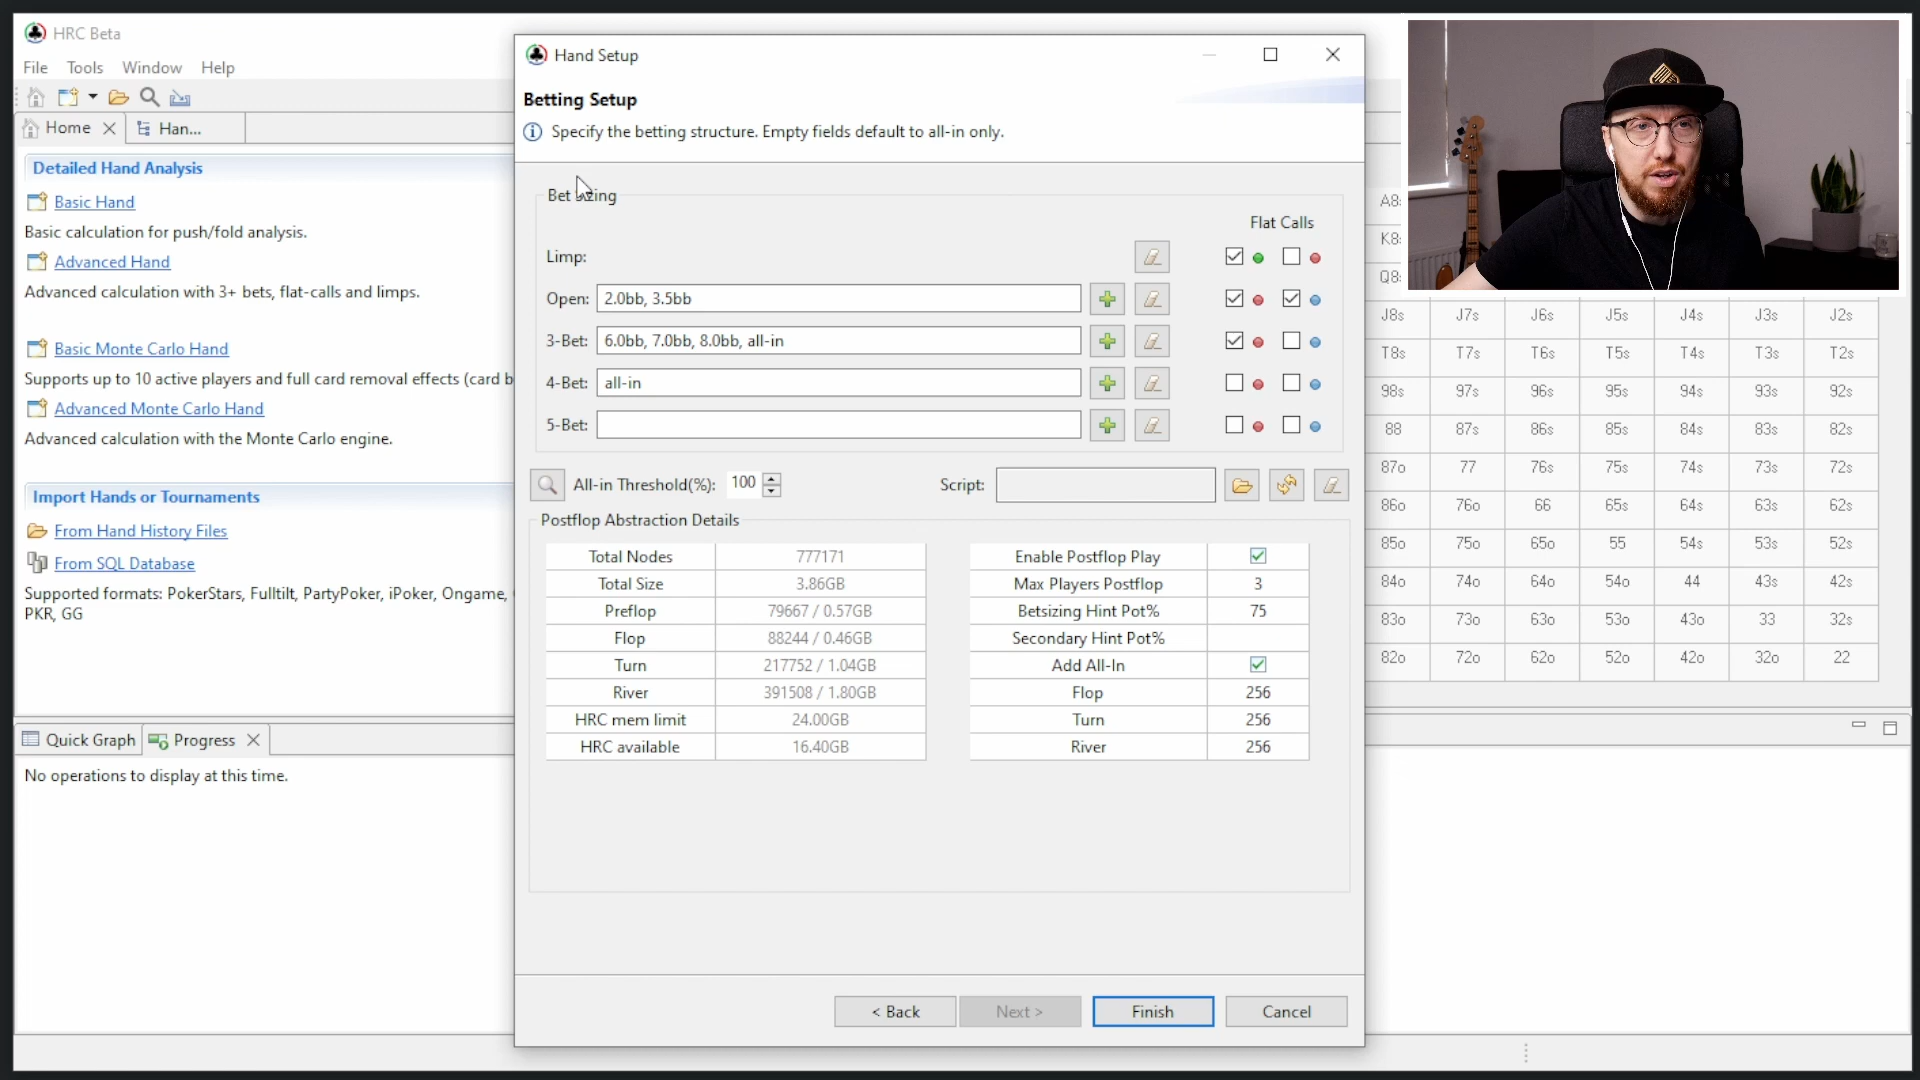 HRC Beta
File Tools Window Help
Home Han...
Detailed Hand Analysis
Basic Hand
Basic calculation for push/fold analysis.
Advanced Hand
Advanced calculation with 3+ bets, flat-calls and limps.
Basic Monte Carlo Hand
Supports up to 10 active players and full card removal effects (card b
Advanced Monte Carlo Hand
Advanced calculation with the Monte Carlo engine.
Import Hands or Tournaments
From Hand History Files
From SQL Database
Supported formats: PokerStars, Fulltilt, PartyPoker, iPoker, Ongame,
PKR, GG
Quick Graph Progress
No operations to display at this time.
Hand Setup
Betting Setup
Specify the betting structure. Empty fields default to all-in only.
Bet Sizing
Flat Calls
Limp:
Open: 2.0bb, 3.5bb
3-Bet: 6.0bb, 7.0bb, 8.0bb, all-in
4-Bet: all-in
5-Bet:
All-in Threshold(%): 100 Script:
Postflop Abstraction Details
Total Nodes 777171
Total Size 3.86GB
Preflop 79667 / 0.57GB
Flop 88244 / 0.46GB
Turn 217752 / 1.04GB
River 391508 / 1.80GB
HRC mem limit 24.00GB
HRC available 16.40GB
Enable Postflop Play
Max Players Postflop 3
Betsizing Hint Pot% 75
Secondary Hint Pot%
Add All-In
Flop 256
Turn 256
River 256
< Back Next > Finish Cancel
A8s
K8s
Q8s
J8s J7s J6s J5s J4s J3s J2s
T8s T7s T6s T5s T4s T3s T2s
98s 97s 96s 95s 94s 93s 92s
88 87s 86s 85s 84s 83s 82s
87o 77 76s 75s 74s 73s 72s
86o 76o 66 65s 64s 63s 62s
85o 75o 65o 55 54s 53s 52s
84o 74o 64o 54o 44 43s 42s
83o 73o 63o 53o 43o 33 32s
82o 72o 62o 52o 42o 32o 22